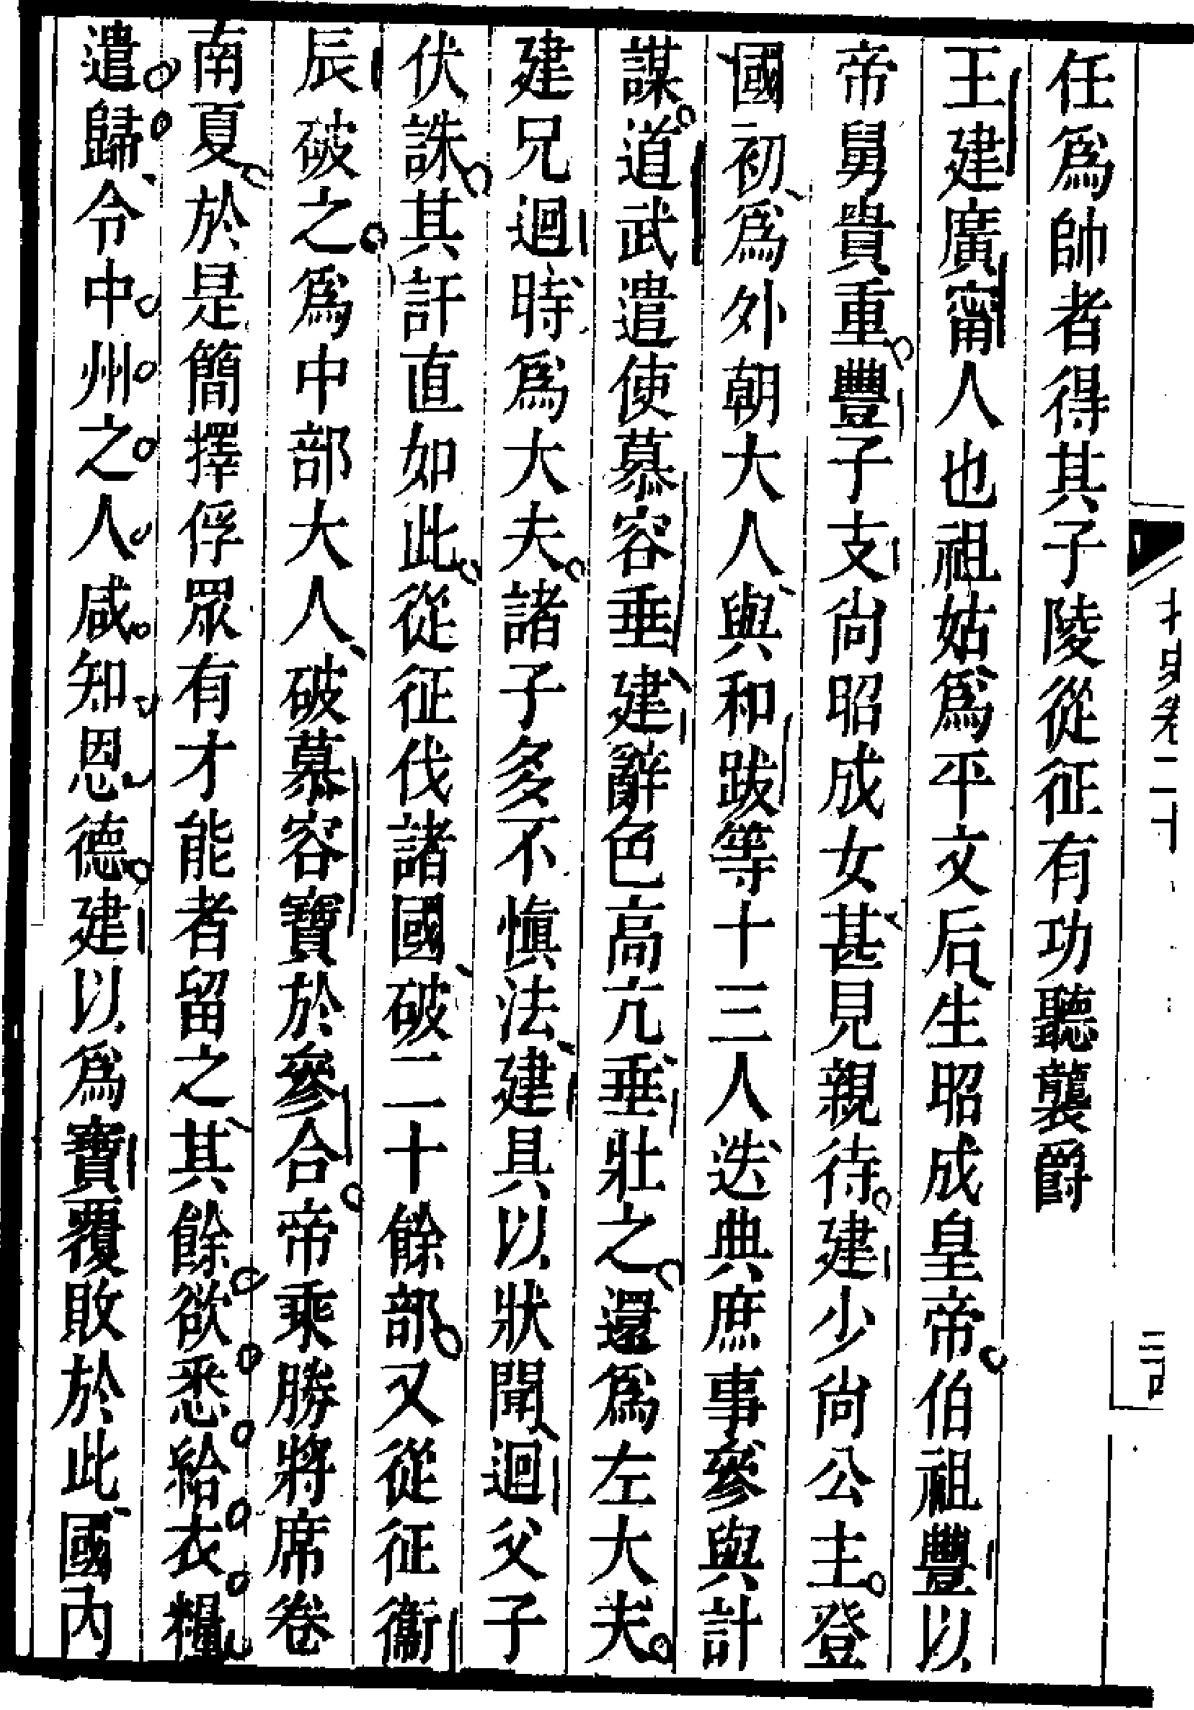 任爲帥者得其子陵從征有功聽襲爵
王建廣甯人也祖姑爲平文后生昭成皇帝伯祖豐以
帝舅貴重豐子支尙昭成女甚見親待建少尙公主登
國初爲外朝大人與和跋等十三人迭典庶事參與計
謀道武遣使慕容垂建辭色高亢垂壯之還爲左大夫
建兄迴時爲大夫諸子多不愼法建具以狀聞迴父子
伏誅其訐直如此從征伐諸國破二十餘部又從征衞
辰破之爲中部大人破慕容寶於參合帝乘勝將席卷
南夏於是簡擇俘眾有才能者留之其餘欲悉給衣糧
遣歸令中州之人咸知恩德建以爲寶覆敗於此國內
北史卷二十
三四